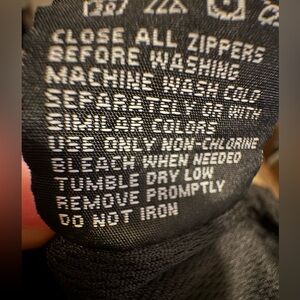 CLOSE ALL ZIPPERS
BEFORE WASHING
MACHINE WASH COLD
SEPARATELY OR WITH
SIMILAR COLORS
USE ONLY NON-CHLORINE
BLEACH WHEN NEEDED
TUMBLE DRY LOW
REMOVE PROMPTLY
DO NOT IRON